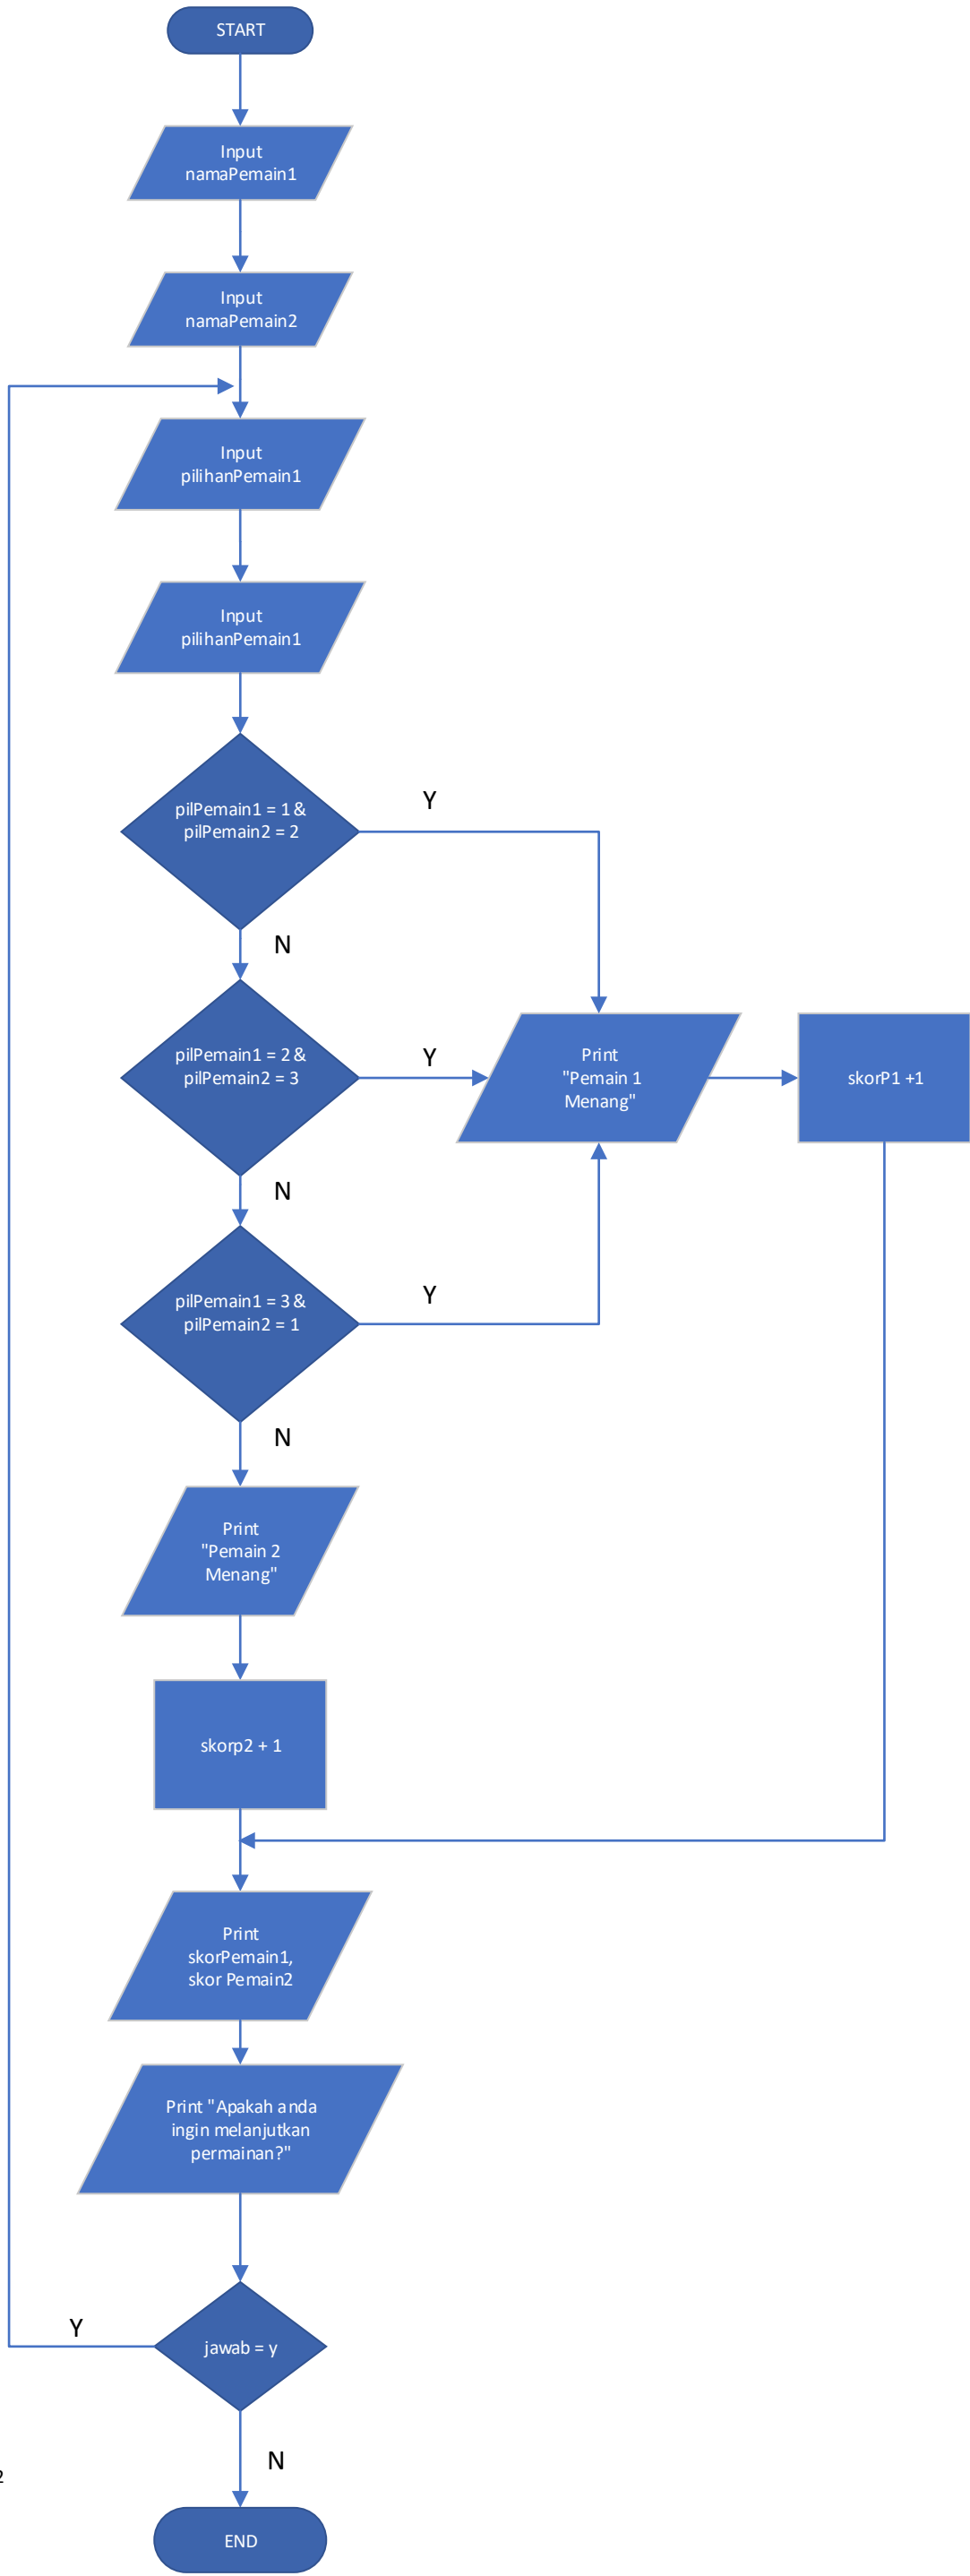 START
Input
namaPemain1
Input
namaPemain2
Input
pilihanPemain1
Input
pilihanPemain1
pilPemain1 = 1 &
pilPemain2 = 2
Y
N
pilPemain1 = 2 &
pilPemain2 = 3
Y
Print
"Pemain 1
Menang"
skorP1 +1
N
pilPemain1 = 3 &
pilPemain2 = 1
Y
N
Print
"Pemain 2
Menang"
skorp2 + 1
Print
skorPemain1,
skor Pemain2
Print "Apakah anda
ingin melanjutkan
permainan?"
Y
jawab = y
N
2
END